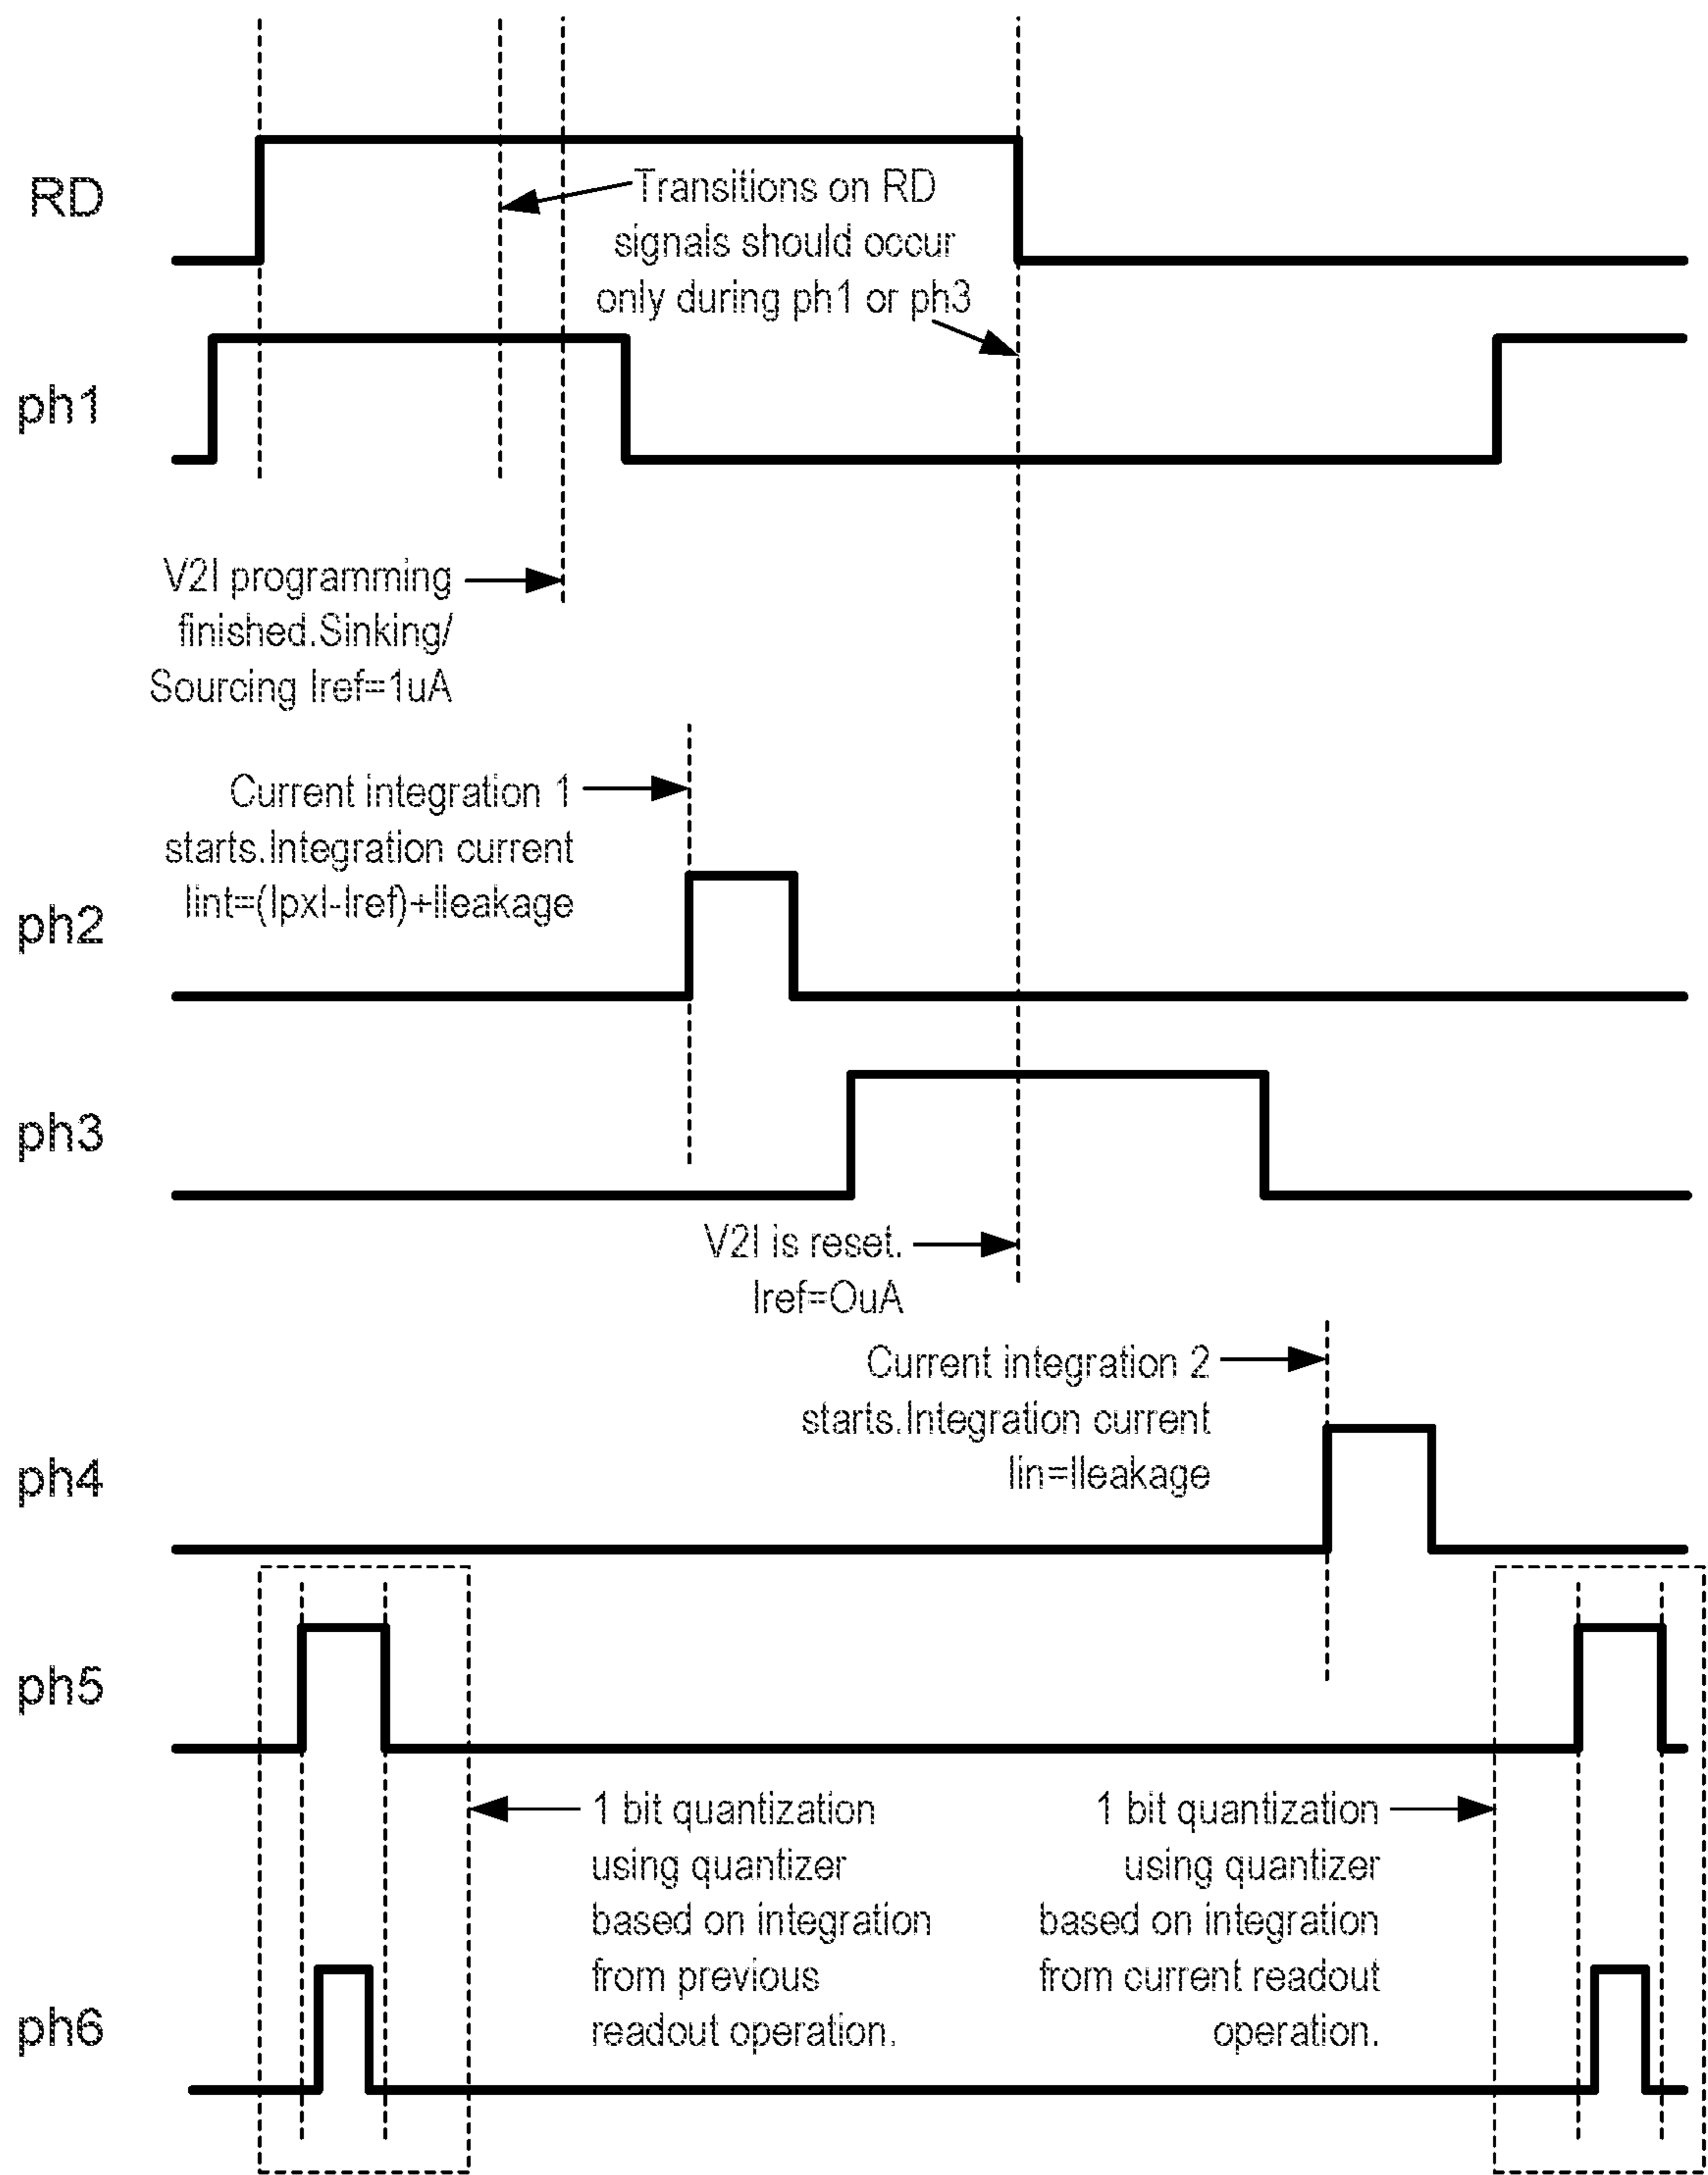 RD
Transitions on RD
signals should occur
only during ph1 or ph3
ph1
V2I programming
finished.Sinking/
Sourcing Iref=1uA
Current integration 1
starts.Integration current
Iint=(Ipxl-Iref)+Ileakage
ph2
ph3
V2I is reset.
Iref=OuA
Current integration 2
starts.Integration current
Iin=Ileakage
ph4
ph5
1 bit quantization
using quantizer
based on integration
from previous
readout operation.
1 bit quantization
using quantizer
based on integration
from current readout
operation.
ph6